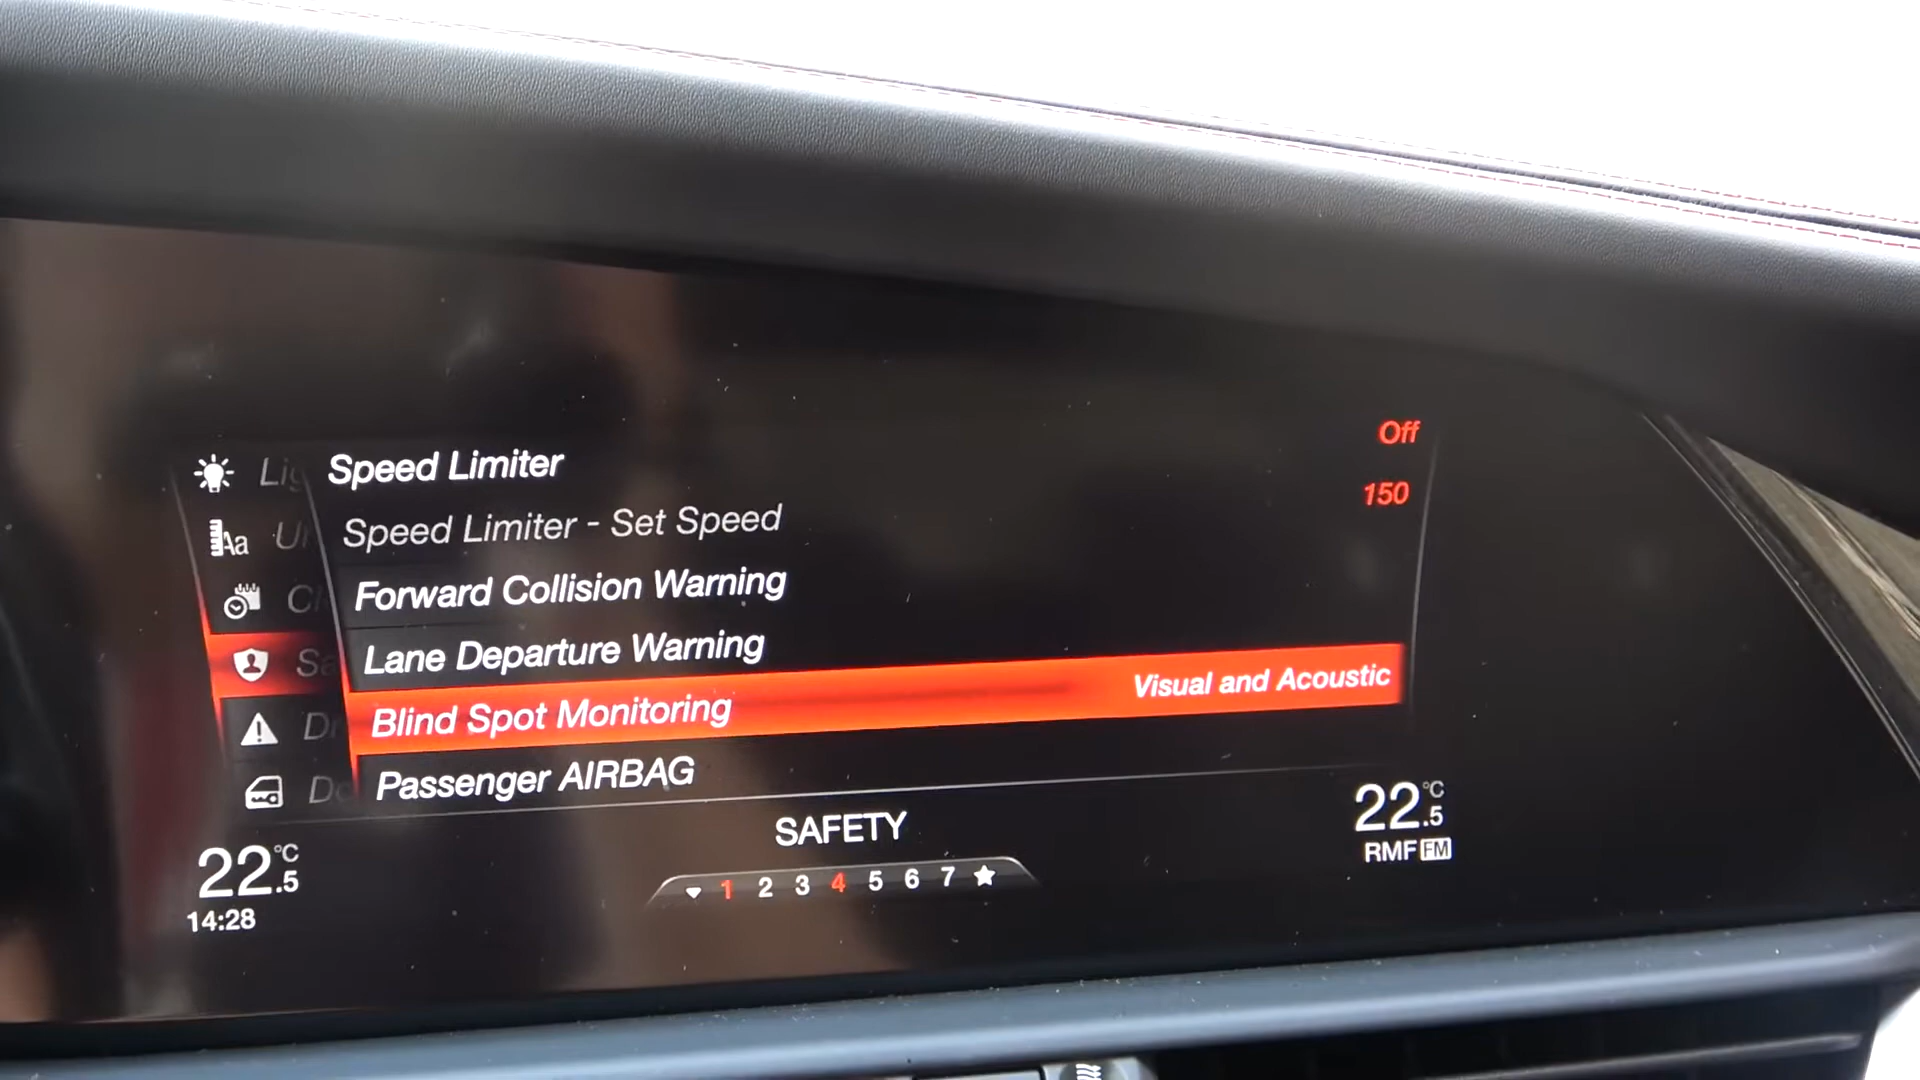 Off
Speed Limiter
150
Speed Limiter - Set Speed
Forward Collision Warning
Lane Departure Warning
Blind Spot Monitoring Visual and Acoustic
Passenger AIRBAG
Aa
SAFETY
22.5 °C
22.5 °C
RMF FM
14:28
1 2 3 4 5 6 7